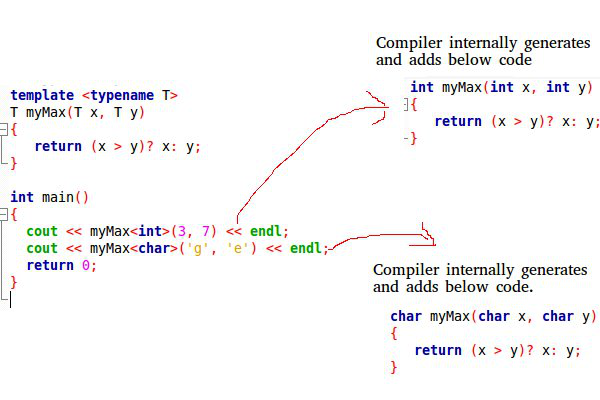 template <typename T>
T myMax(T x, T y)
{
return (x > y)? x: y;
}
int main()
{
cout << myMax<int>(3, 7) << endl;
cout << myMax<char>('g', 'e') << endl;
return 0;
}
Compiler internally generates
and adds below code
int myMax(int x, int y)
{
return (x > y)? x: y;
}
Compiler internally generates
and adds below code.
char myMax(char x, char y)
{
return (x > y)? x: y;
}